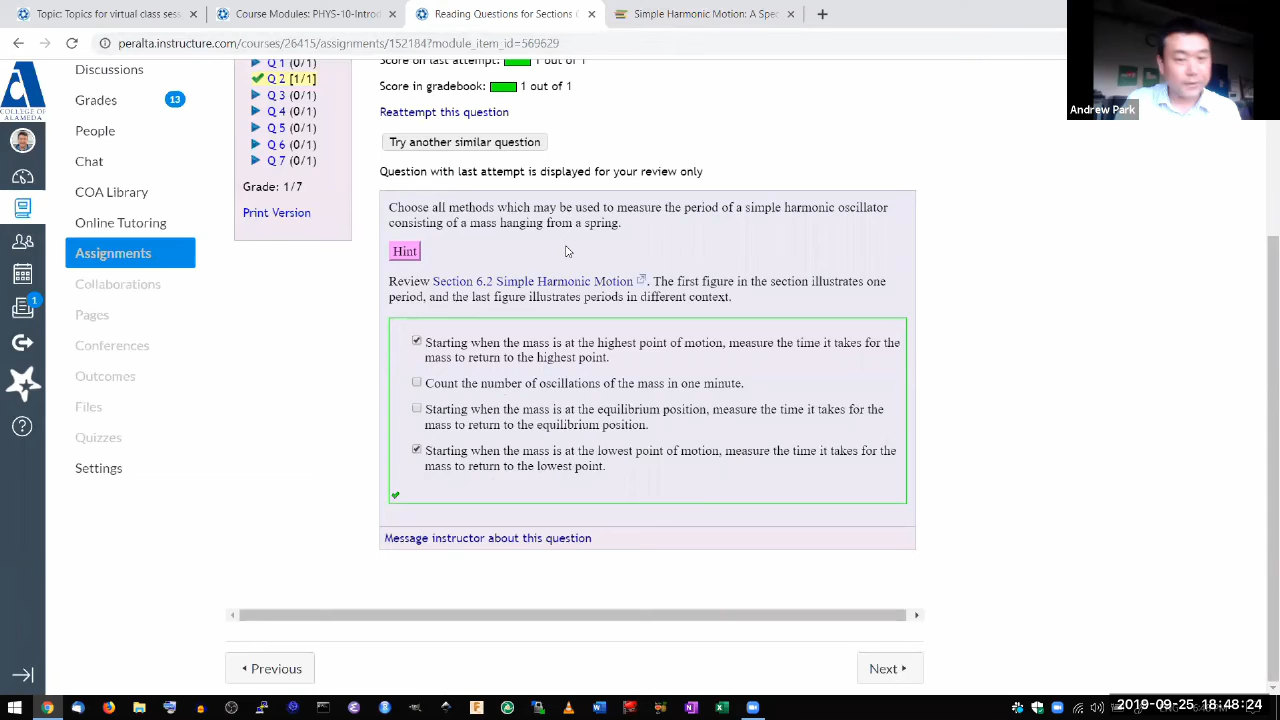 Topic: Topics for virtual class sess
Course Modules: PHYS-10-Introd
Reading Questions for Sections 6
Simple Harmonic Motion: A Spec
peralta.instructure.com/courses/26415/assignments/152184?module_item_id=569629
Andrew Park
COLLEGE OF
ALAMEDA
Discussions
Grades
13
People
Chat
COA Library
Online Tutoring
Assignments
Collaborations
Pages
1
Conferences
Outcomes
Files
Quizzes
Settings
Q 1 (0/1)
Q 2 [1/1]
Q 3 (0/1)
Q 4 (0/1)
Q 5 (0/1)
Q 6 (0/1)
Q 7 (0/1)
Grade: 1/7
Print Version
Score on last attempt: 1 out of 1
Score in gradebook: 1 out of 1
Reattempt this question
Try another similar question
Question with last attempt is displayed for your review only
Choose all methods which may be used to measure the period of a simple harmonic oscillator
consisting of a mass hanging from a spring.
Hint
Review Section 6.2 Simple Harmonic Motion. The first figure in the section illustrates one
period, and the last figure illustrates periods in different context.
Starting when the mass is at the highest point of motion, measure the time it takes for the
mass to return to the highest point.
Count the number of oscillations of the mass in one minute.
Starting when the mass is at the equilibrium position, measure the time it takes for the
mass to return to the equilibrium position.
Starting when the mass is at the lowest point of motion, measure the time it takes for the
mass to return to the lowest point.
Message instructor about this question
Previous
Next
2019-09-25 18:48:24